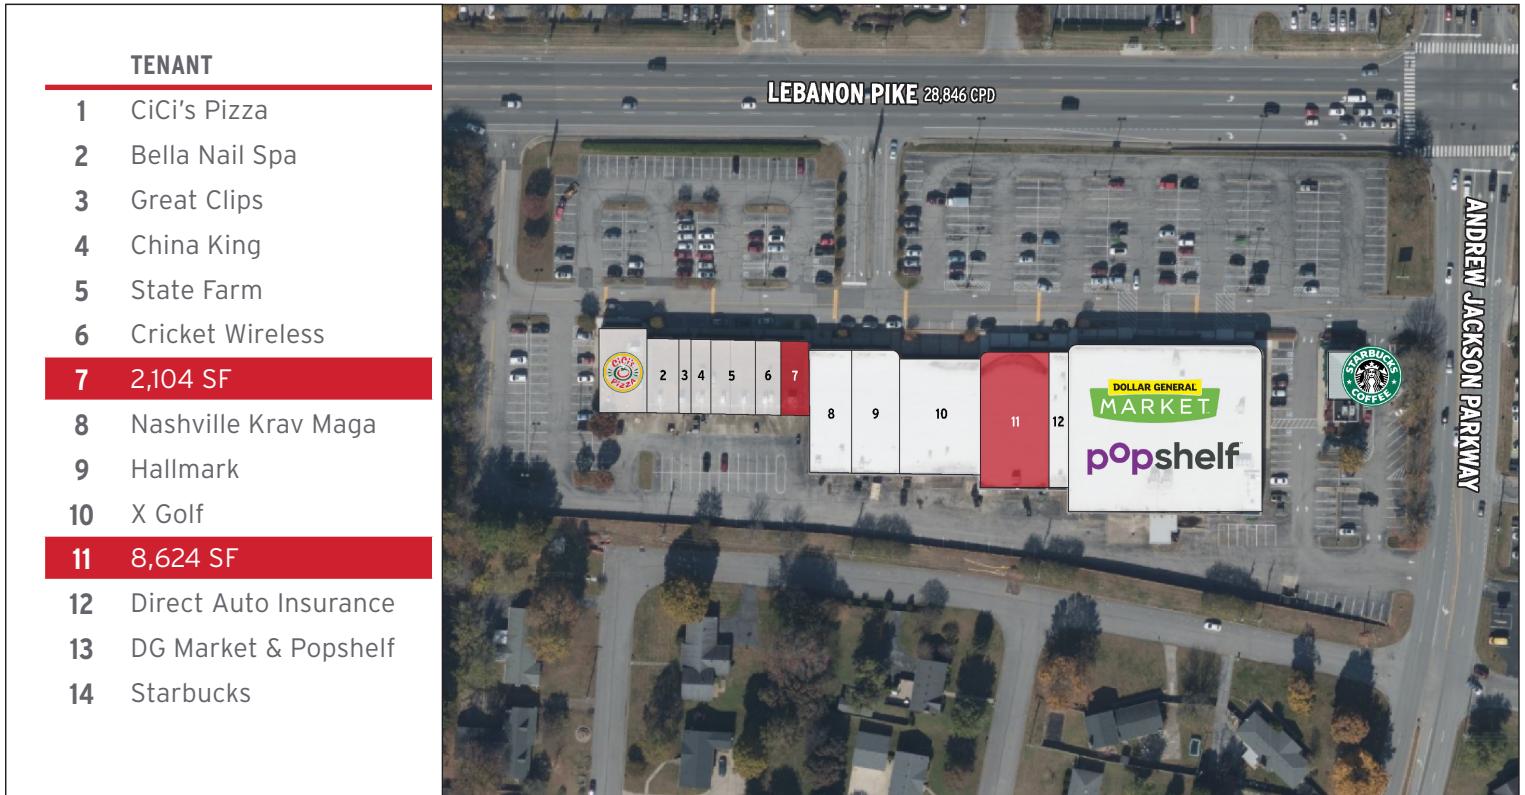 TENANT
1 CiCi's Pizza
2 Bella Nail Spa
3 Great Clips
4 China King
5 State Farm
6 Cricket Wireless
7 2,104 SF
8 Nashville Krav Maga
9 Hallmark
10 X Golf
11 8,624 SF
12 Direct Auto Insurance
13 DG Market & Popshelf
14 Starbucks
LEBANON PIKE 28,846 CPD
ANDREW JACKSON PARKWAY
CiCi's
PIZZA
2
3
4
5
6
7
8
9
10
11
12
DOLLAR GENERAL
MARKET
popshelf
STARBUCKS
COFFEE